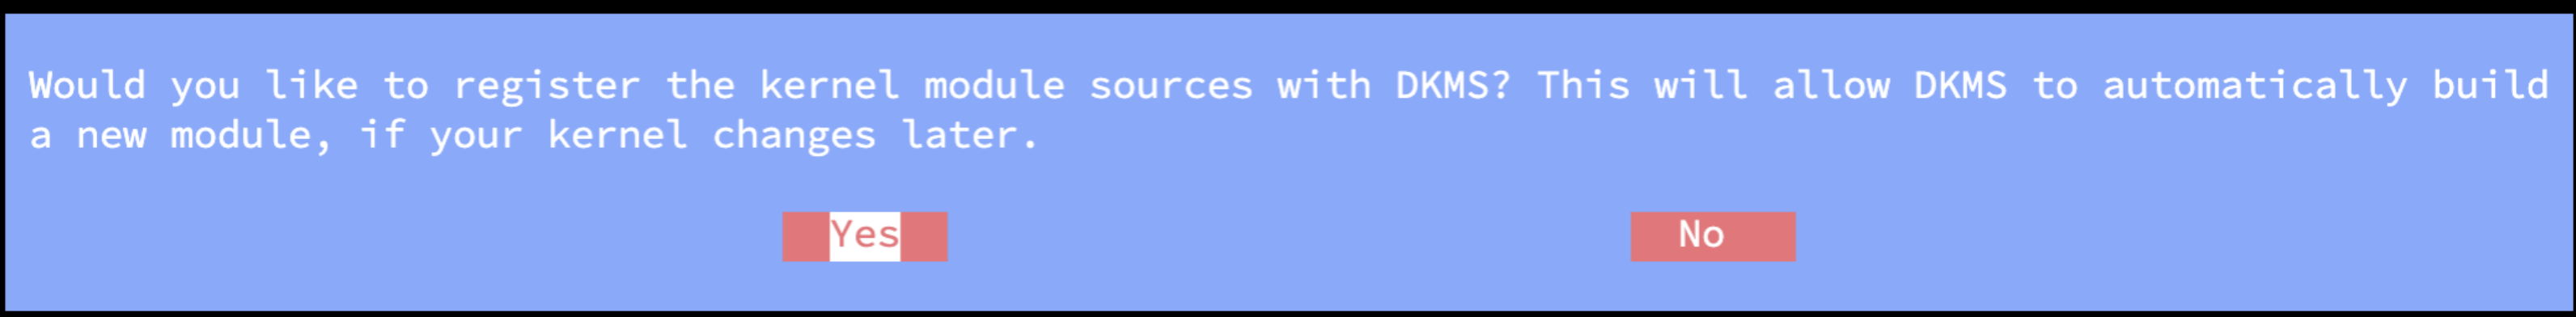 Would you like to register the kernel module sources with DKMS? This will allow DKMS to automatically build
a new module, if your kernel changes later.
Yes No